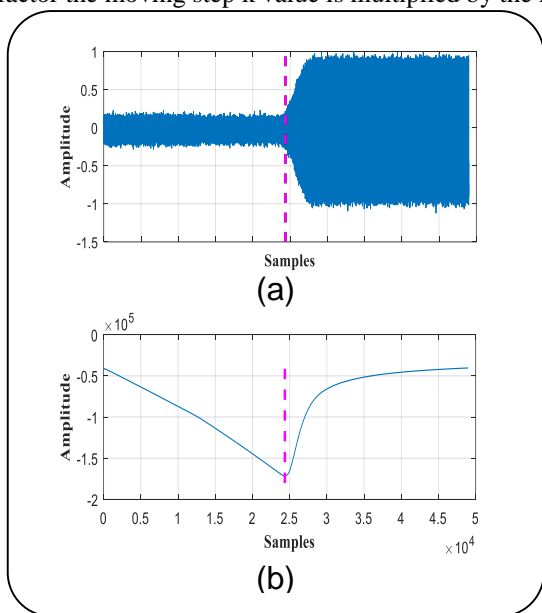 factor the moving step k value is multiplied by the
1
0.5
0
-0.5
-1
-1.5
Amplitude
Samples
(a)
×10^5
0
-0.5
-1
-1.5
-2
Amplitude
0 0.5 1 1.5 2 2.5 3 3.5 4 4.5 5
Samples
×10^4
(b)